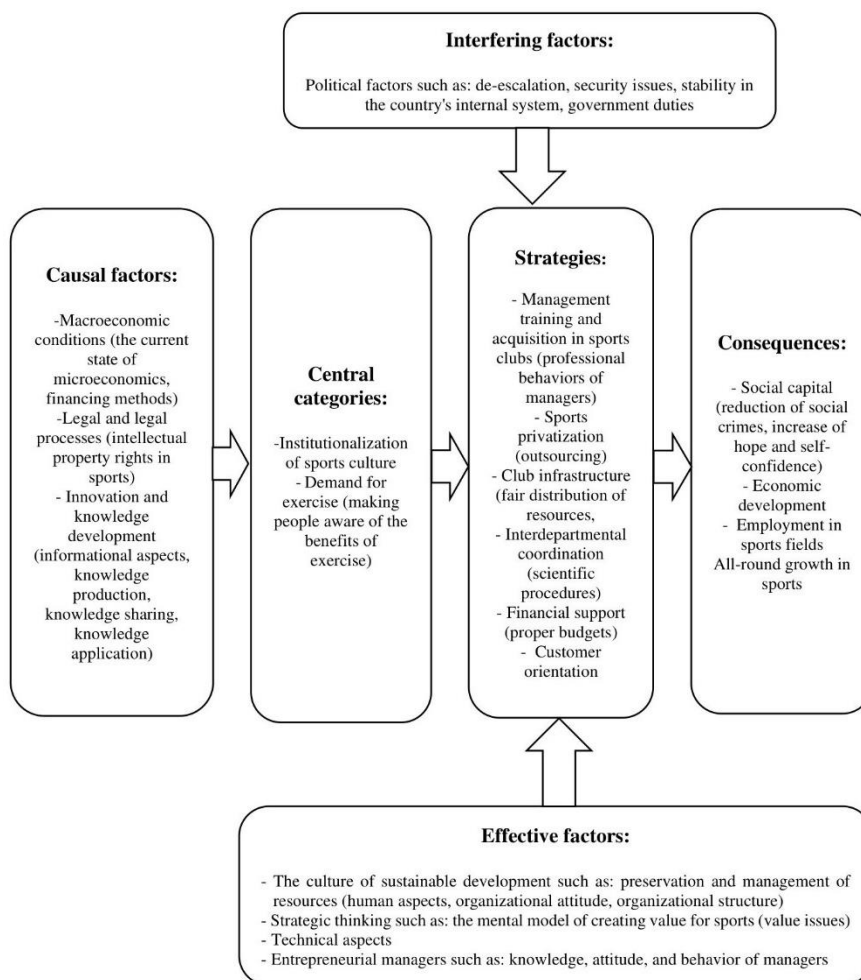 Interfering factors:
Political factors such as: de-escalation, security issues, stability in
the country's internal system, government duties
Causal factors:
-Macroeconomic
conditions (the current
state of
microeconomics,
financing methods)
-Legal and legal
processes (intellectual
property rights in
sports)
- Innovation and
knowledge
development
(informational aspects,
knowledge
production,
knowledge sharing,
knowledge
application)
Central
categories:
-Institutionalization
of sports culture
- Demand for
exercise (making
people aware of the
benefits of
exercise)
Strategies:
- Management
training and
acquisition in sports
clubs (professional
behaviors of
managers)
- Sports
privatization
(outsourcing)
- Club infrastructure
(fair distribution of
resources,
- Interdepartmental
coordination
(scientific
procedures)
- Financial support
(proper budgets)
- Customer
orientation
Consequences:
- Social capital
(reduction of social
crimes, increase of
hope and self-
confidence)
- Economic
development
- Employment in
sports fields
All-round growth in
sports
Effective factors:
- The culture of sustainable development such as: preservation and management of
resources (human aspects, organizational attitude, organizational structure)
- Strategic thinking such as: the mental model of creating value for sports (value issues)
- Technical aspects
- Entrepreneurial managers such as: knowledge, attitude, and behavior of managers